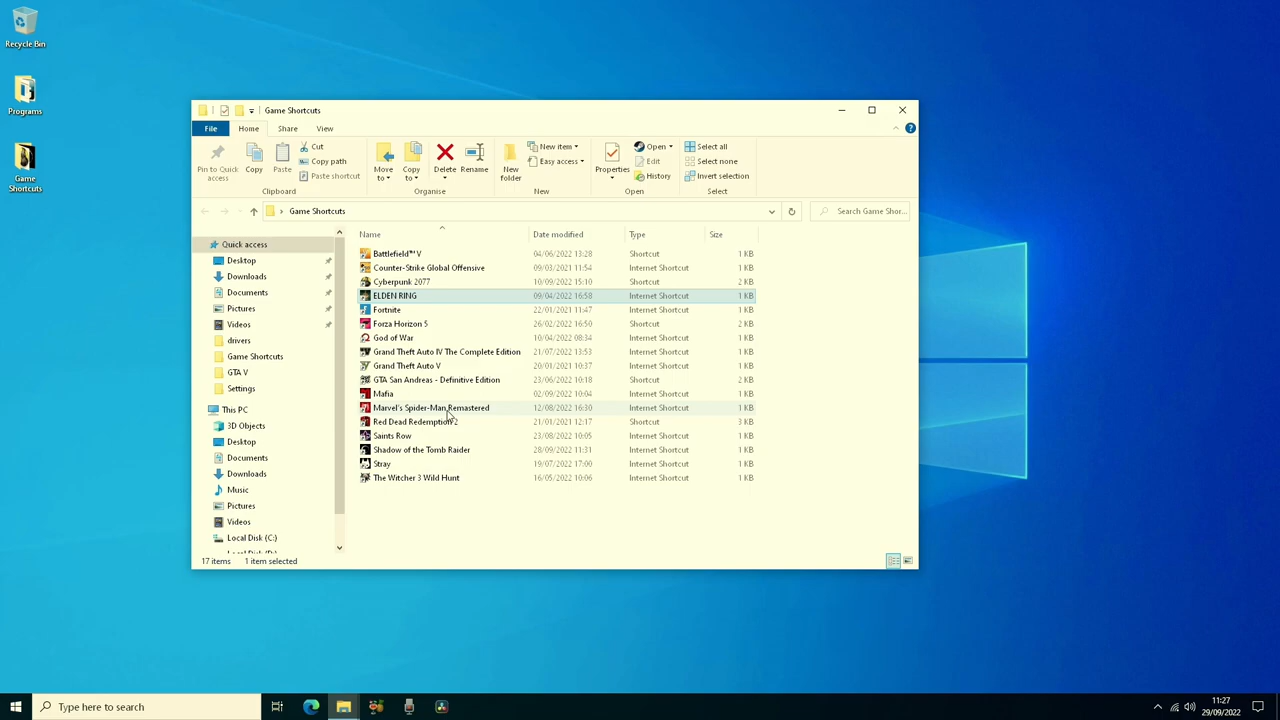 Recycle Bin
Programs
Game
Shortcuts
Game Shortcuts
File Home Share View
Pin to Quick
access
Copy
Paste
Cut
Copy path
Paste shortcut
Clipboard
Move
to
Copy
to
Delete
Rename
Organise
New
folder
New item
Easy access
New
Properties
Open
Edit
History
Open
Select all
Select none
Invert selection
Select
Game Shortcuts
Search Game Shor...
Quick access
Desktop
Downloads
Documents
Pictures
Videos
drivers
Game Shortcuts
GTA V
Settings
This PC
3D Objects
Desktop
Documents
Downloads
Music
Pictures
Videos
Local Disk (C:)
Name Date modified Type Size
Battlefield™ V 04/06/2022 13:28 Shortcut 1 KB
Counter-Strike Global Offensive 09/03/2021 11:54 Internet Shortcut 1 KB
Cyberpunk 2077 10/09/2022 15:10 Shortcut 2 KB
ELDEN RING 09/04/2022 16:58 Internet Shortcut 1 KB
Fortnite 22/01/2021 11:47 Internet Shortcut 1 KB
Forza Horizon 5 26/02/2022 16:50 Shortcut 2 KB
God of War 10/04/2022 08:34 Internet Shortcut 1 KB
Grand Theft Auto IV The Complete Edition 21/07/2022 13:53 Internet Shortcut 1 KB
Grand Theft Auto V 20/01/2021 10:37 Internet Shortcut 1 KB
GTA San Andreas - Definitive Edition 23/06/2022 10:18 Shortcut 2 KB
Mafia 02/09/2022 10:04 Internet Shortcut 1 KB
Marvel's Spider-Man Remastered 12/08/2022 16:30 Internet Shortcut 1 KB
Red Dead Redemption 2 21/01/2021 12:17 Shortcut 3 KB
Saints Row 23/08/2022 10:05 Internet Shortcut 1 KB
Shadow of the Tomb Raider 28/09/2022 11:31 Internet Shortcut 1 KB
Stray 19/07/2022 17:00 Internet Shortcut 1 KB
The Witcher 3 Wild Hunt 16/05/2022 10:06 Internet Shortcut 1 KB
17 items 1 item selected
Type here to search
11:27
29/09/2022